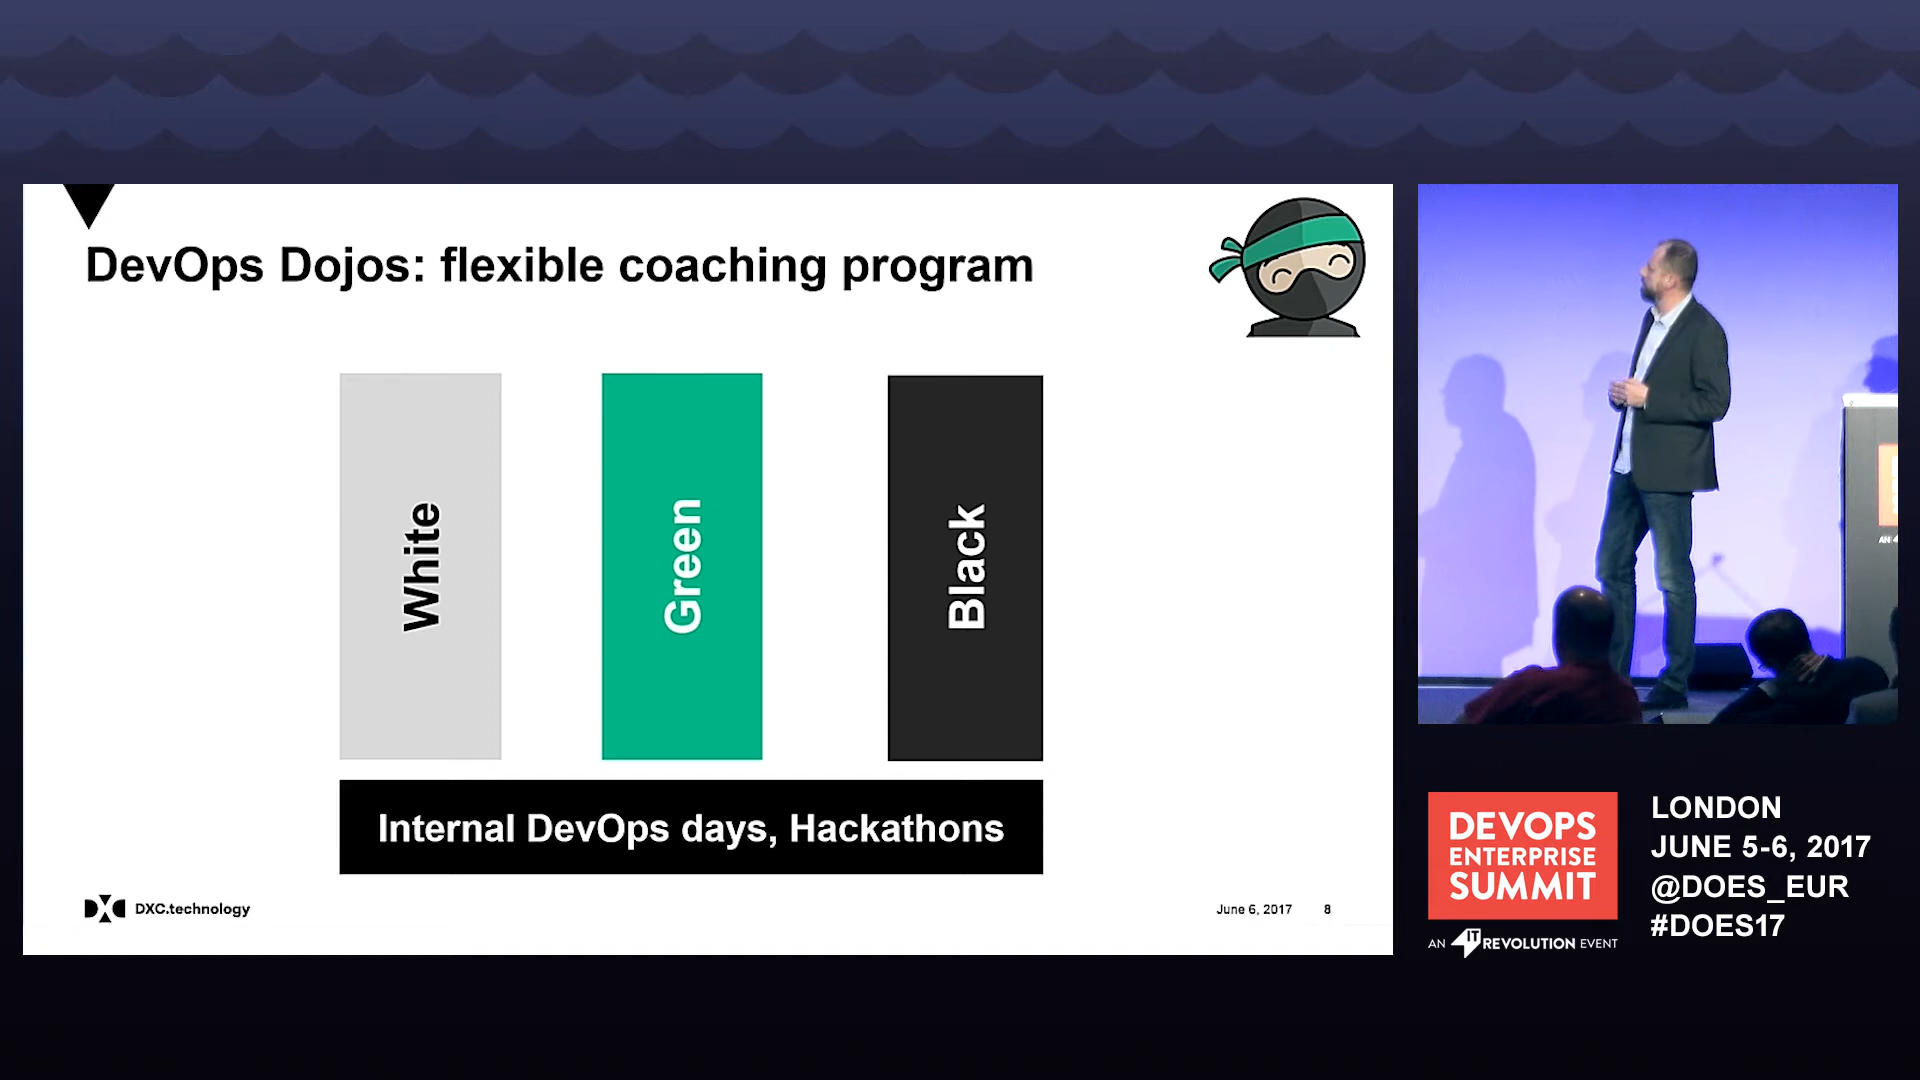 DevOps Dojos: flexible coaching program
White
Green
Black
Internal DevOps days, Hackathons
DXC.technology
June 6, 2017 8
DEVOPS
ENTERPRISE
SUMMIT
AN IT REVOLUTION EVENT
LONDON
JUNE 5-6, 2017
@DOES_EUR
#DOES17
AN